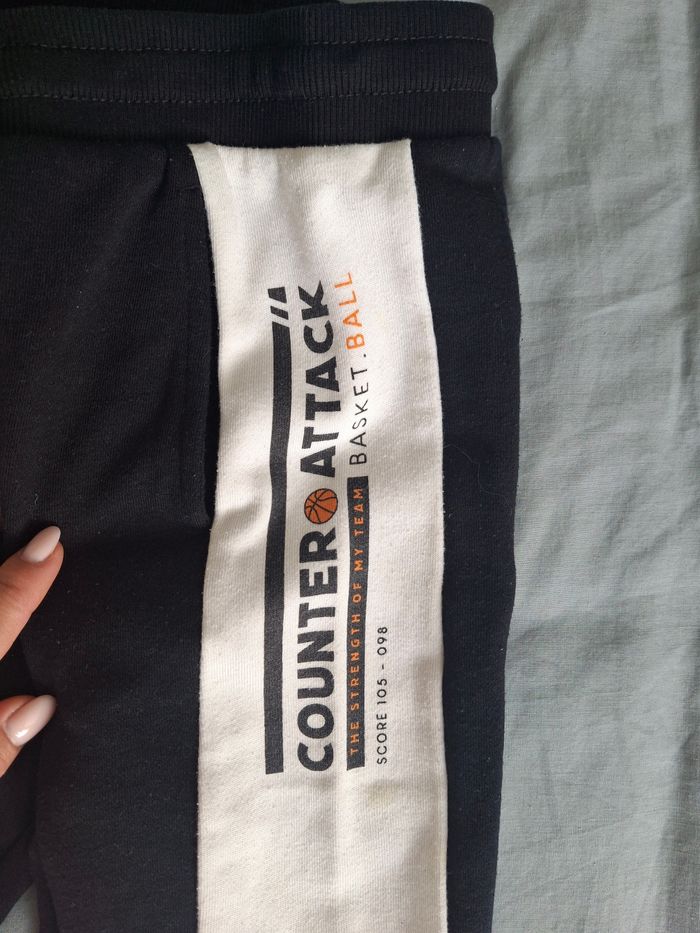 COUNTER ATTACK
THE STRENGTH OF MY TEAM BASKET.BALL
SCORE 105 - 098